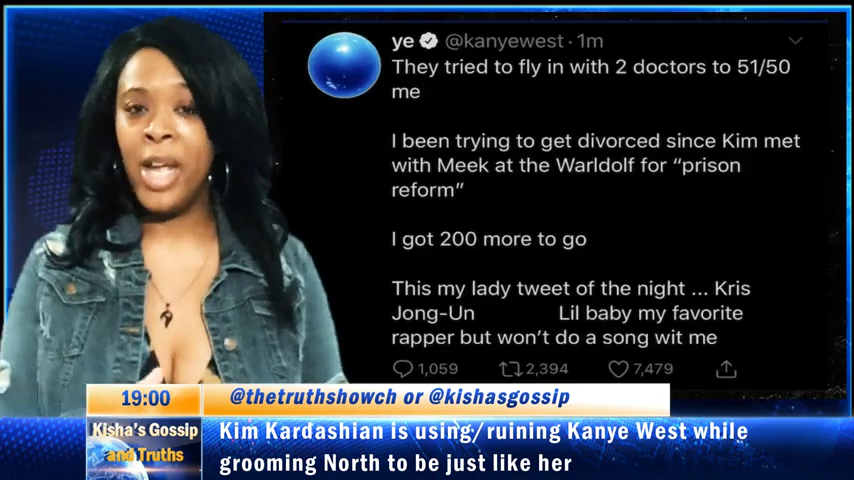 ye @kanyewest · 1m
They tried to fly in with 2 doctors to 51/50
me
I been trying to get divorced since Kim met
with Meek at the Warldolf for “prison
reform”
I got 200 more to go
This my lady tweet of the night ... Kris
Jong-Un Lil baby my favorite
rapper but won’t do a song wit me
1,059 2,394 7,479
19:00 @thetruthshowch or @kishasgossip
Kisha's Gossip
and Truths
Kim Kardashian is using/ruining Kanye West while
grooming North to be just like her